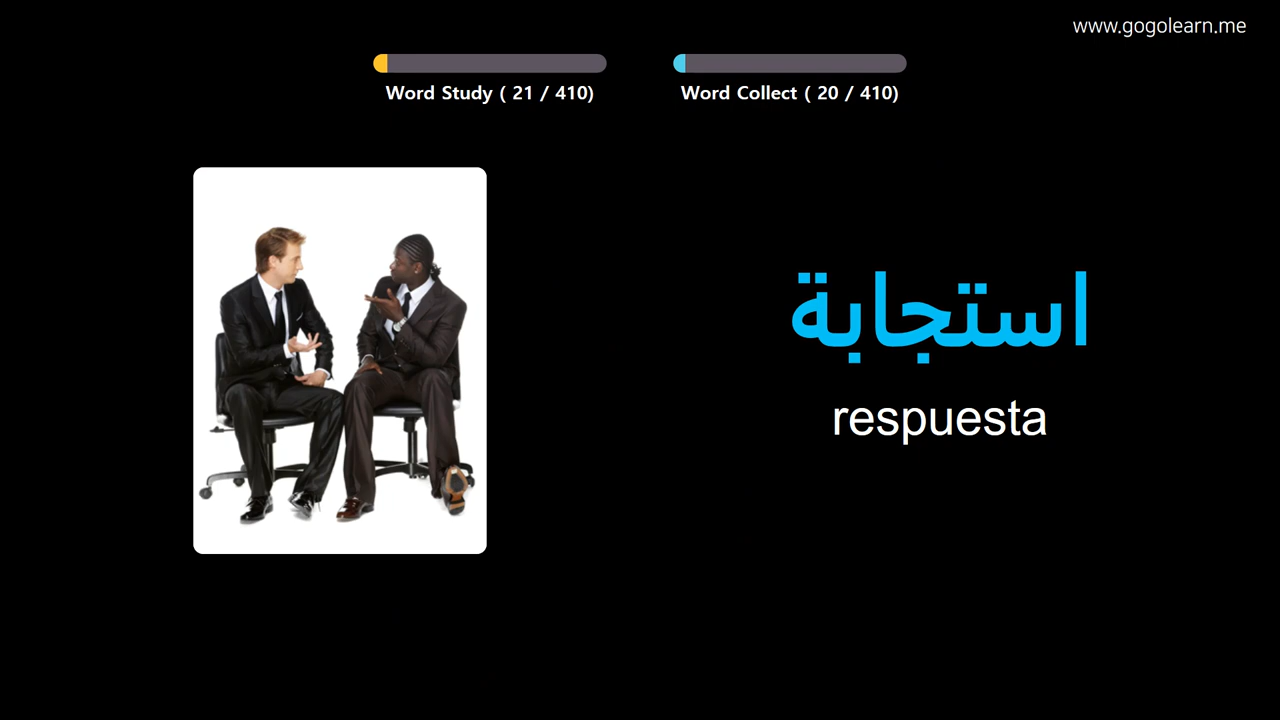 www.gogolearn.me
Word Study ( 21 / 410)
Word Collect ( 20 / 410)
استجابة
respuesta